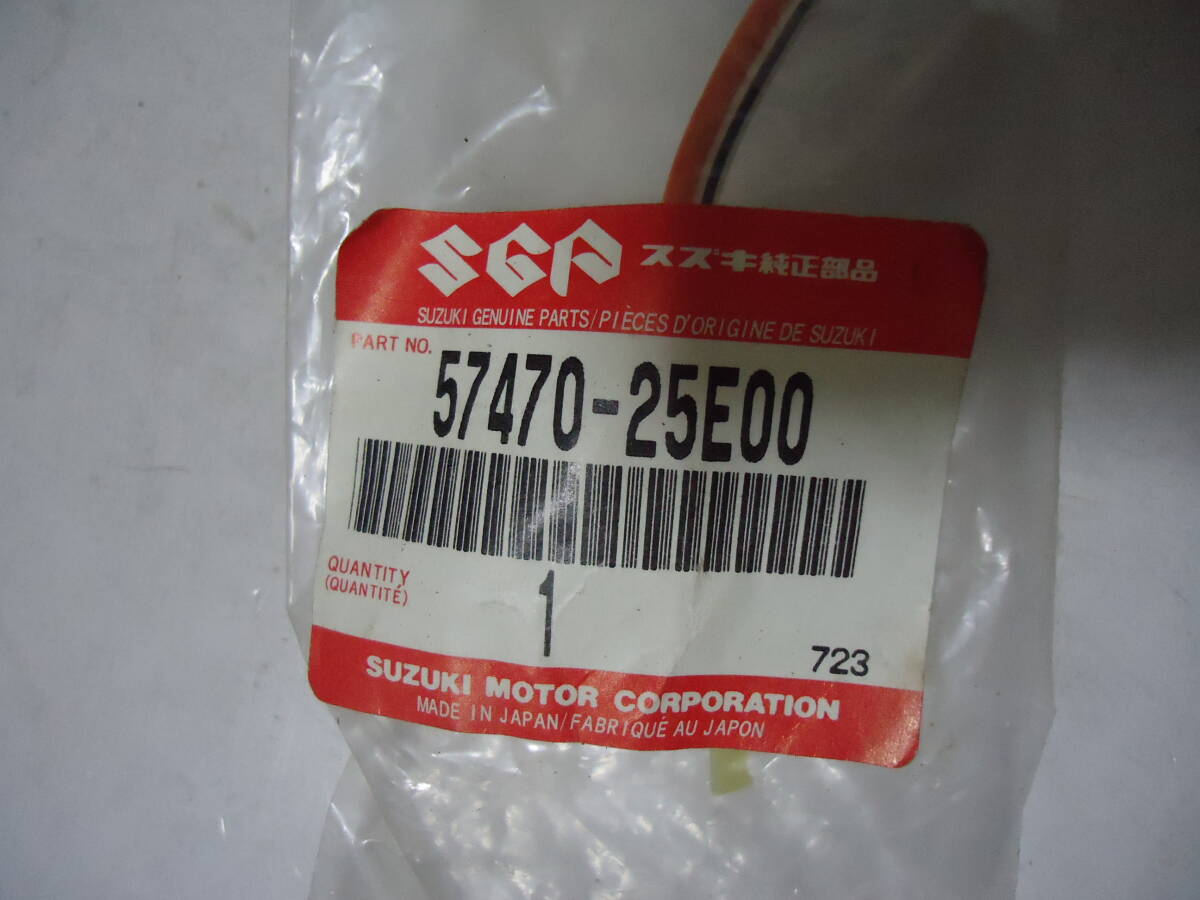 SGP スズキ純正部品
SUZUKI GENUINE PARTS/PIÈCES D'ORIGINE DE SUZUKI
PART NO. 57470-25E00
QUANTITY
(QUANTITÉ)
1
723
SUZUKI MOTOR CORPORATION
MADE IN JAPAN/FABRIQUÉ AU JAPON